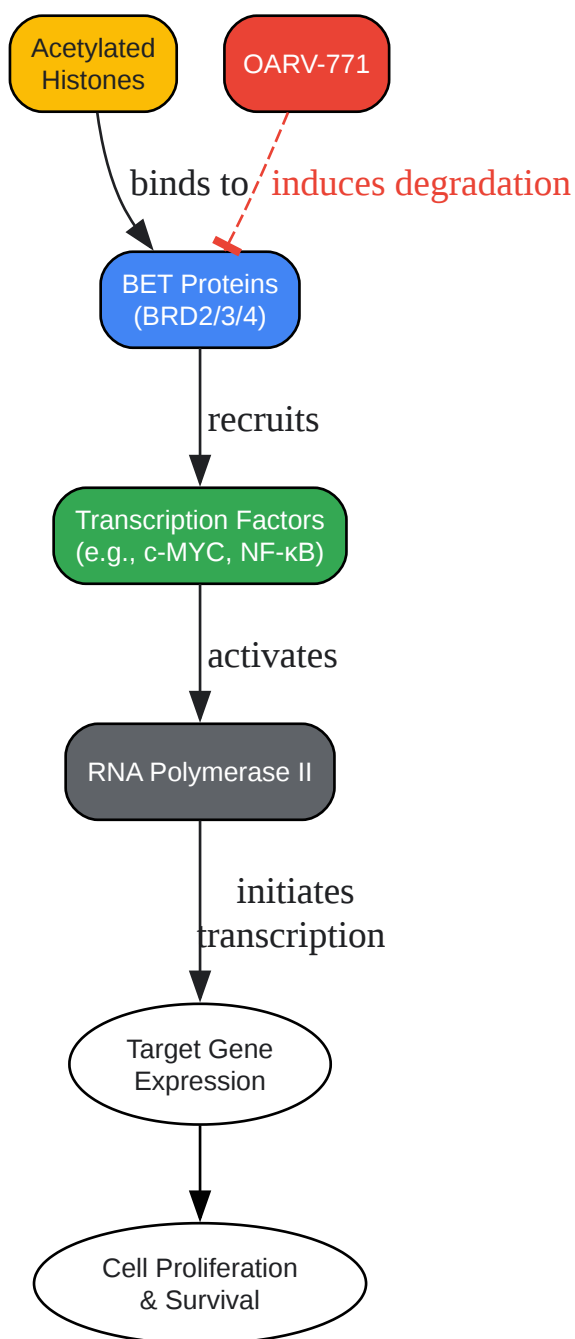 Acetylated
Histones
OARV-771
binds to
induces degradation
BET Proteins
(BRD2/3/4)
recruits
Transcription Factors
(e.g., c-MYC, NF-κB)
activates
RNA Polymerase II
initiates
transcription
Target Gene
Expression
Cell Proliferation
& Survival